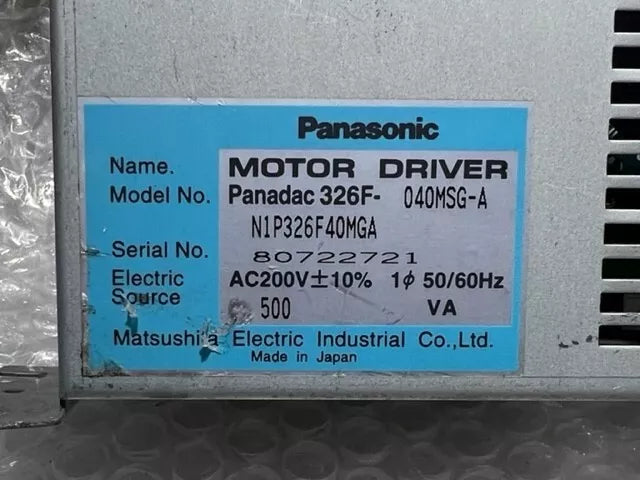 Panasonic
Name. MOTOR DRIVER
Model No. Panadac 326F- 040MSG-A
N1P326F40MGA
Serial No. 80722721
Electric Source AC200V±10% 1ϕ 50/60Hz
500 VA
Matsushita Electric Industrial Co.,Ltd.
Made in Japan